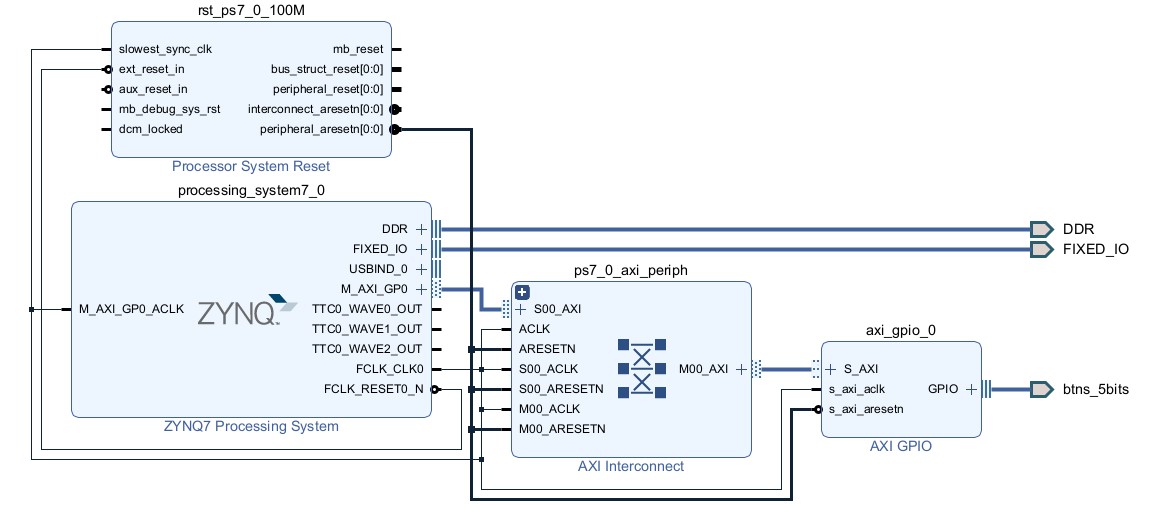 rst_ps7_0_100M
slowest_sync_clk
ext_reset_in
aux_reset_in
mb_debug_sys_rst
dcm_locked
mb_reset
bus_struct_reset[0:0]
peripheral_reset[0:0]
interconnect_aresetn[0:0]
peripheral_aresetn[0:0]
Processor System Reset
processing_system7_0
M_AXI_GP0_ACLK
ZYNQ
DDR
FIXED_IO
USBIND_0
M_AXI_GP0
TTC0_WAVE0_OUT
TTC0_WAVE1_OUT
TTC0_WAVE2_OUT
FCLK_CLK0
FCLK_RESET0_N
ZYNQ7 Processing System
ps7_0_axi_periph
S00_AXI
ACLK
ARESETN
S00_ACLK
S00_ARESETN
M00_ACLK
M00_ARESETN
M00_AXI
AXI Interconnect
axi_gpio_0
S_AXI
s_axi_aclk
s_axi_aresetn
GPIO
AXI GPIO
DDR
FIXED_IO
btns_5bits